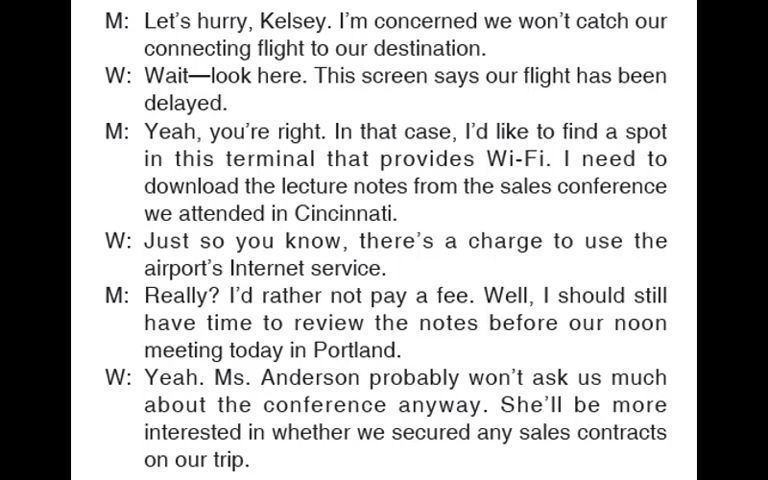 M: Let's hurry, Kelsey. I'm concerned we won't catch our
connecting flight to our destination.
W: Wait—look here. This screen says our flight has been
delayed.
M: Yeah, you're right. In that case, I'd like to find a spot
in this terminal that provides Wi-Fi. I need to
download the lecture notes from the sales conference
we attended in Cincinnati.
W: Just so you know, there's a charge to use the
airport's Internet service.
M: Really? I'd rather not pay a fee. Well, I should still
have time to review the notes before our noon
meeting today in Portland.
W: Yeah. Ms. Anderson probably won't ask us much
about the conference anyway. She'll be more
interested in whether we secured any sales contracts
on our trip.